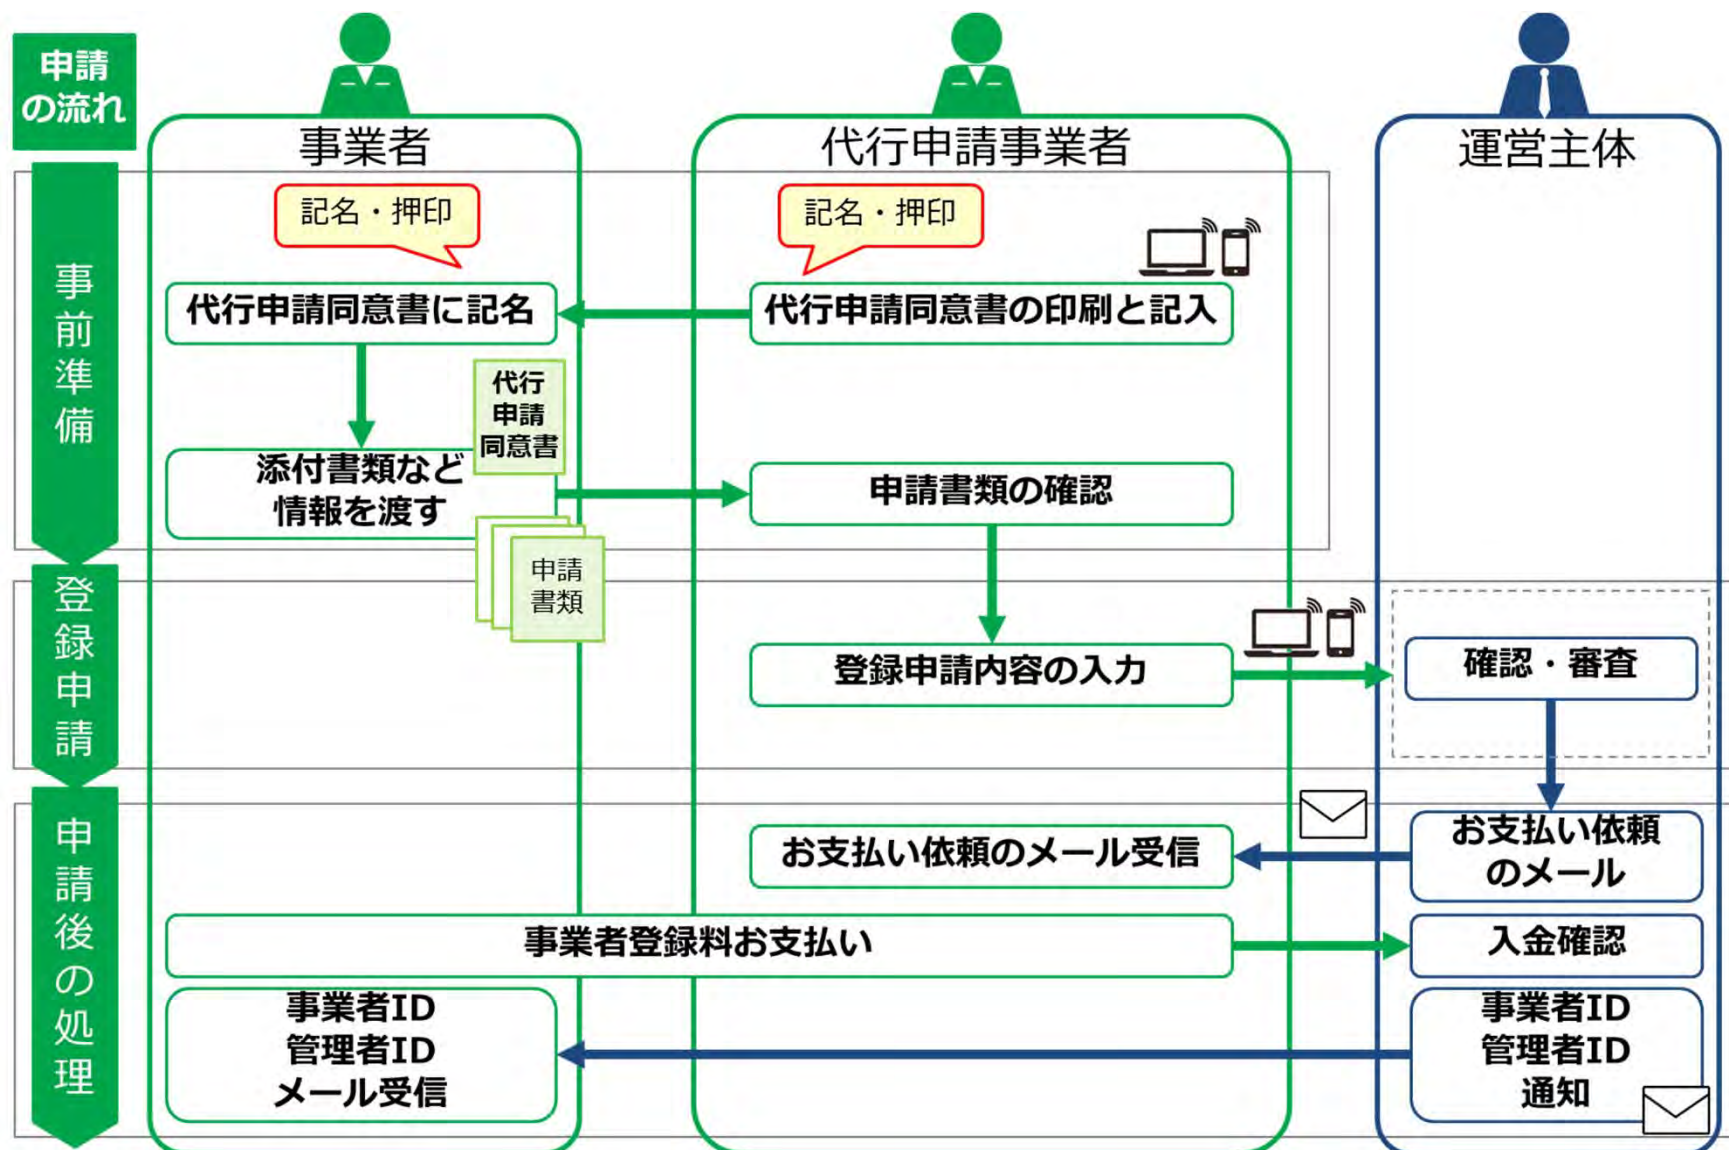 申請
の流れ
事業者
代行申請事業者
運営主体
事前準備
記名・押印
記名・押印
代行申請同意書に記名
代行申請同意書の印刷と記入
代行
申請
同意書
添付書類など
情報を渡す
申請書類の確認
申請
書類
登録申請
登録申請内容の入力
確認・審査
申請後の処理
お支払い依頼のメール受信
お支払い依頼
のメール
事業者登録料お支払い
入金確認
事業者ID
管理者ID
メール受信
事業者ID
管理者ID
通知